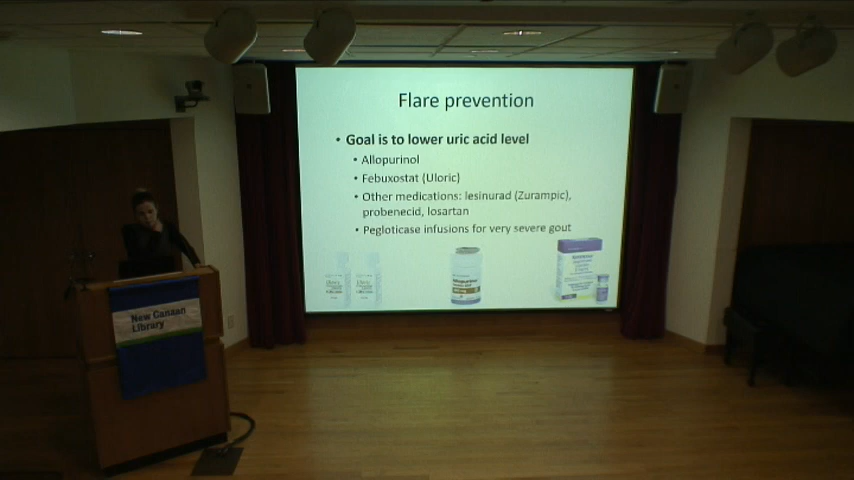 Flare prevention
• Goal is to lower uric acid level
• Allopurinol
• Febuxostat (Uloric)
• Other medications: lesinurad (Zurampic),
probenecid, losartan
• Pegloticase infusions for very severe gout
New Canaan
Library